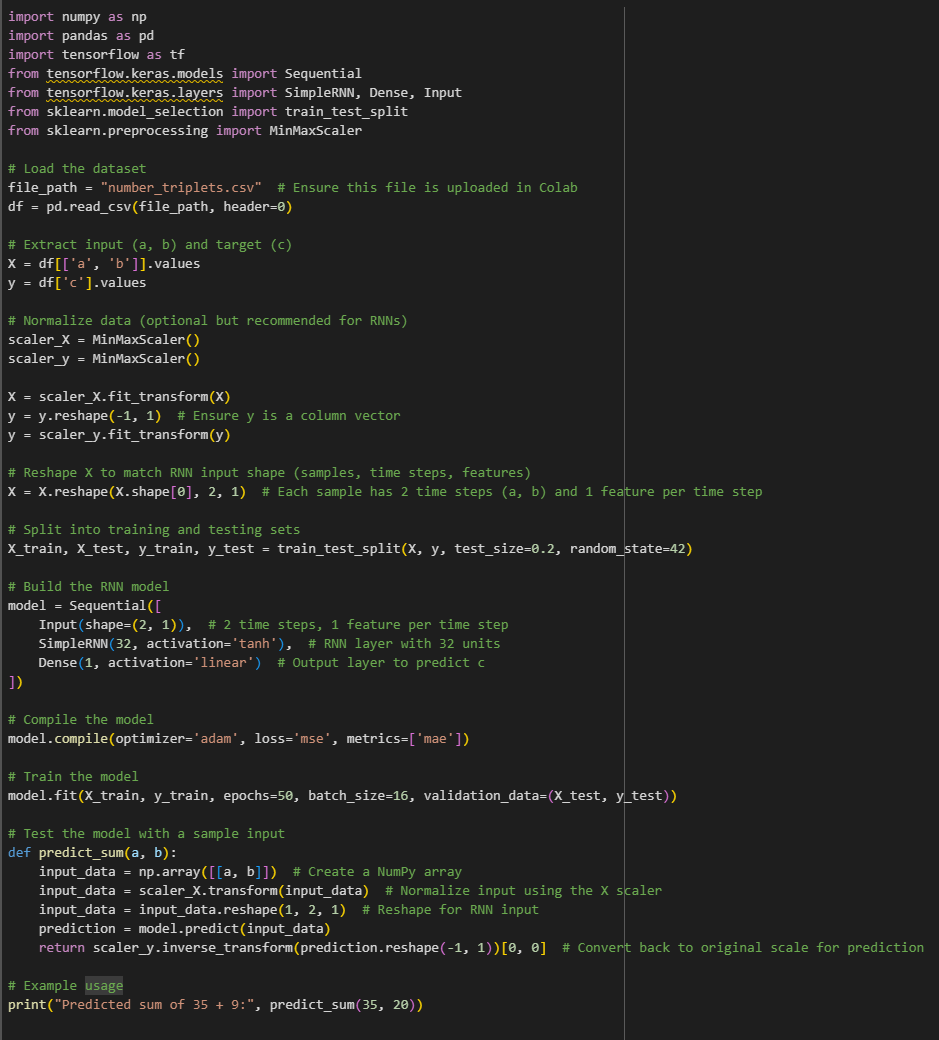 import numpy as np
import pandas as pd
import tensorflow as tf
from tensorflow.keras.models import Sequential
from tensorflow.keras.layers import SimpleRNN, Dense, Input
from sklearn.model_selection import train_test_split
from sklearn.preprocessing import MinMaxScaler

# Load the dataset
file_path = "number_triplets.csv"  # Ensure this file is uploaded in Colab
df = pd.read_csv(file_path, header=0)

# Extract input (a, b) and target (c)
X = df[['a', 'b']].values
y = df['c'].values

# Normalize data (optional but recommended for RNNs)
scaler_X = MinMaxScaler()
scaler_y = MinMaxScaler()

X = scaler_X.fit_transform(X)
y = y.reshape(-1, 1)  # Ensure y is a column vector
y = scaler_y.fit_transform(y)

# Reshape X to match RNN input shape (samples, time steps, features)
X = X.reshape(X.shape[0], 2, 1)  # Each sample has 2 time steps (a, b) and 1 feature per time step

# Split into training and testing sets
X_train, X_test, y_train, y_test = train_test_split(X, y, test_size=0.2, random_state=42)

# Build the RNN model
model = Sequential([
    Input(shape=(2, 1)),  # 2 time steps, 1 feature per time step
    SimpleRNN(32, activation='tanh'),  # RNN layer with 32 units
    Dense(1, activation='linear')  # Output layer to predict c
])

# Compile the model
model.compile(optimizer='adam', loss='mse', metrics=['mae'])

# Train the model
model.fit(X_train, y_train, epochs=50, batch_size=16, validation_data=(X_test, y_test))

# Test the model with a sample input
def predict_sum(a, b):
    input_data = np.array([[a, b]])  # Create a NumPy array
    input_data = scaler_X.transform(input_data)  # Normalize input using the X scaler
    input_data = input_data.reshape(1, 2, 1)  # Reshape for RNN input
    prediction = model.predict(input_data)
    return scaler_y.inverse_transform(prediction.reshape(-1, 1))[0, 0]  # Convert back to original scale for prediction

# Example usage
print("Predicted sum of 35 + 9:", predict_sum(35, 20))